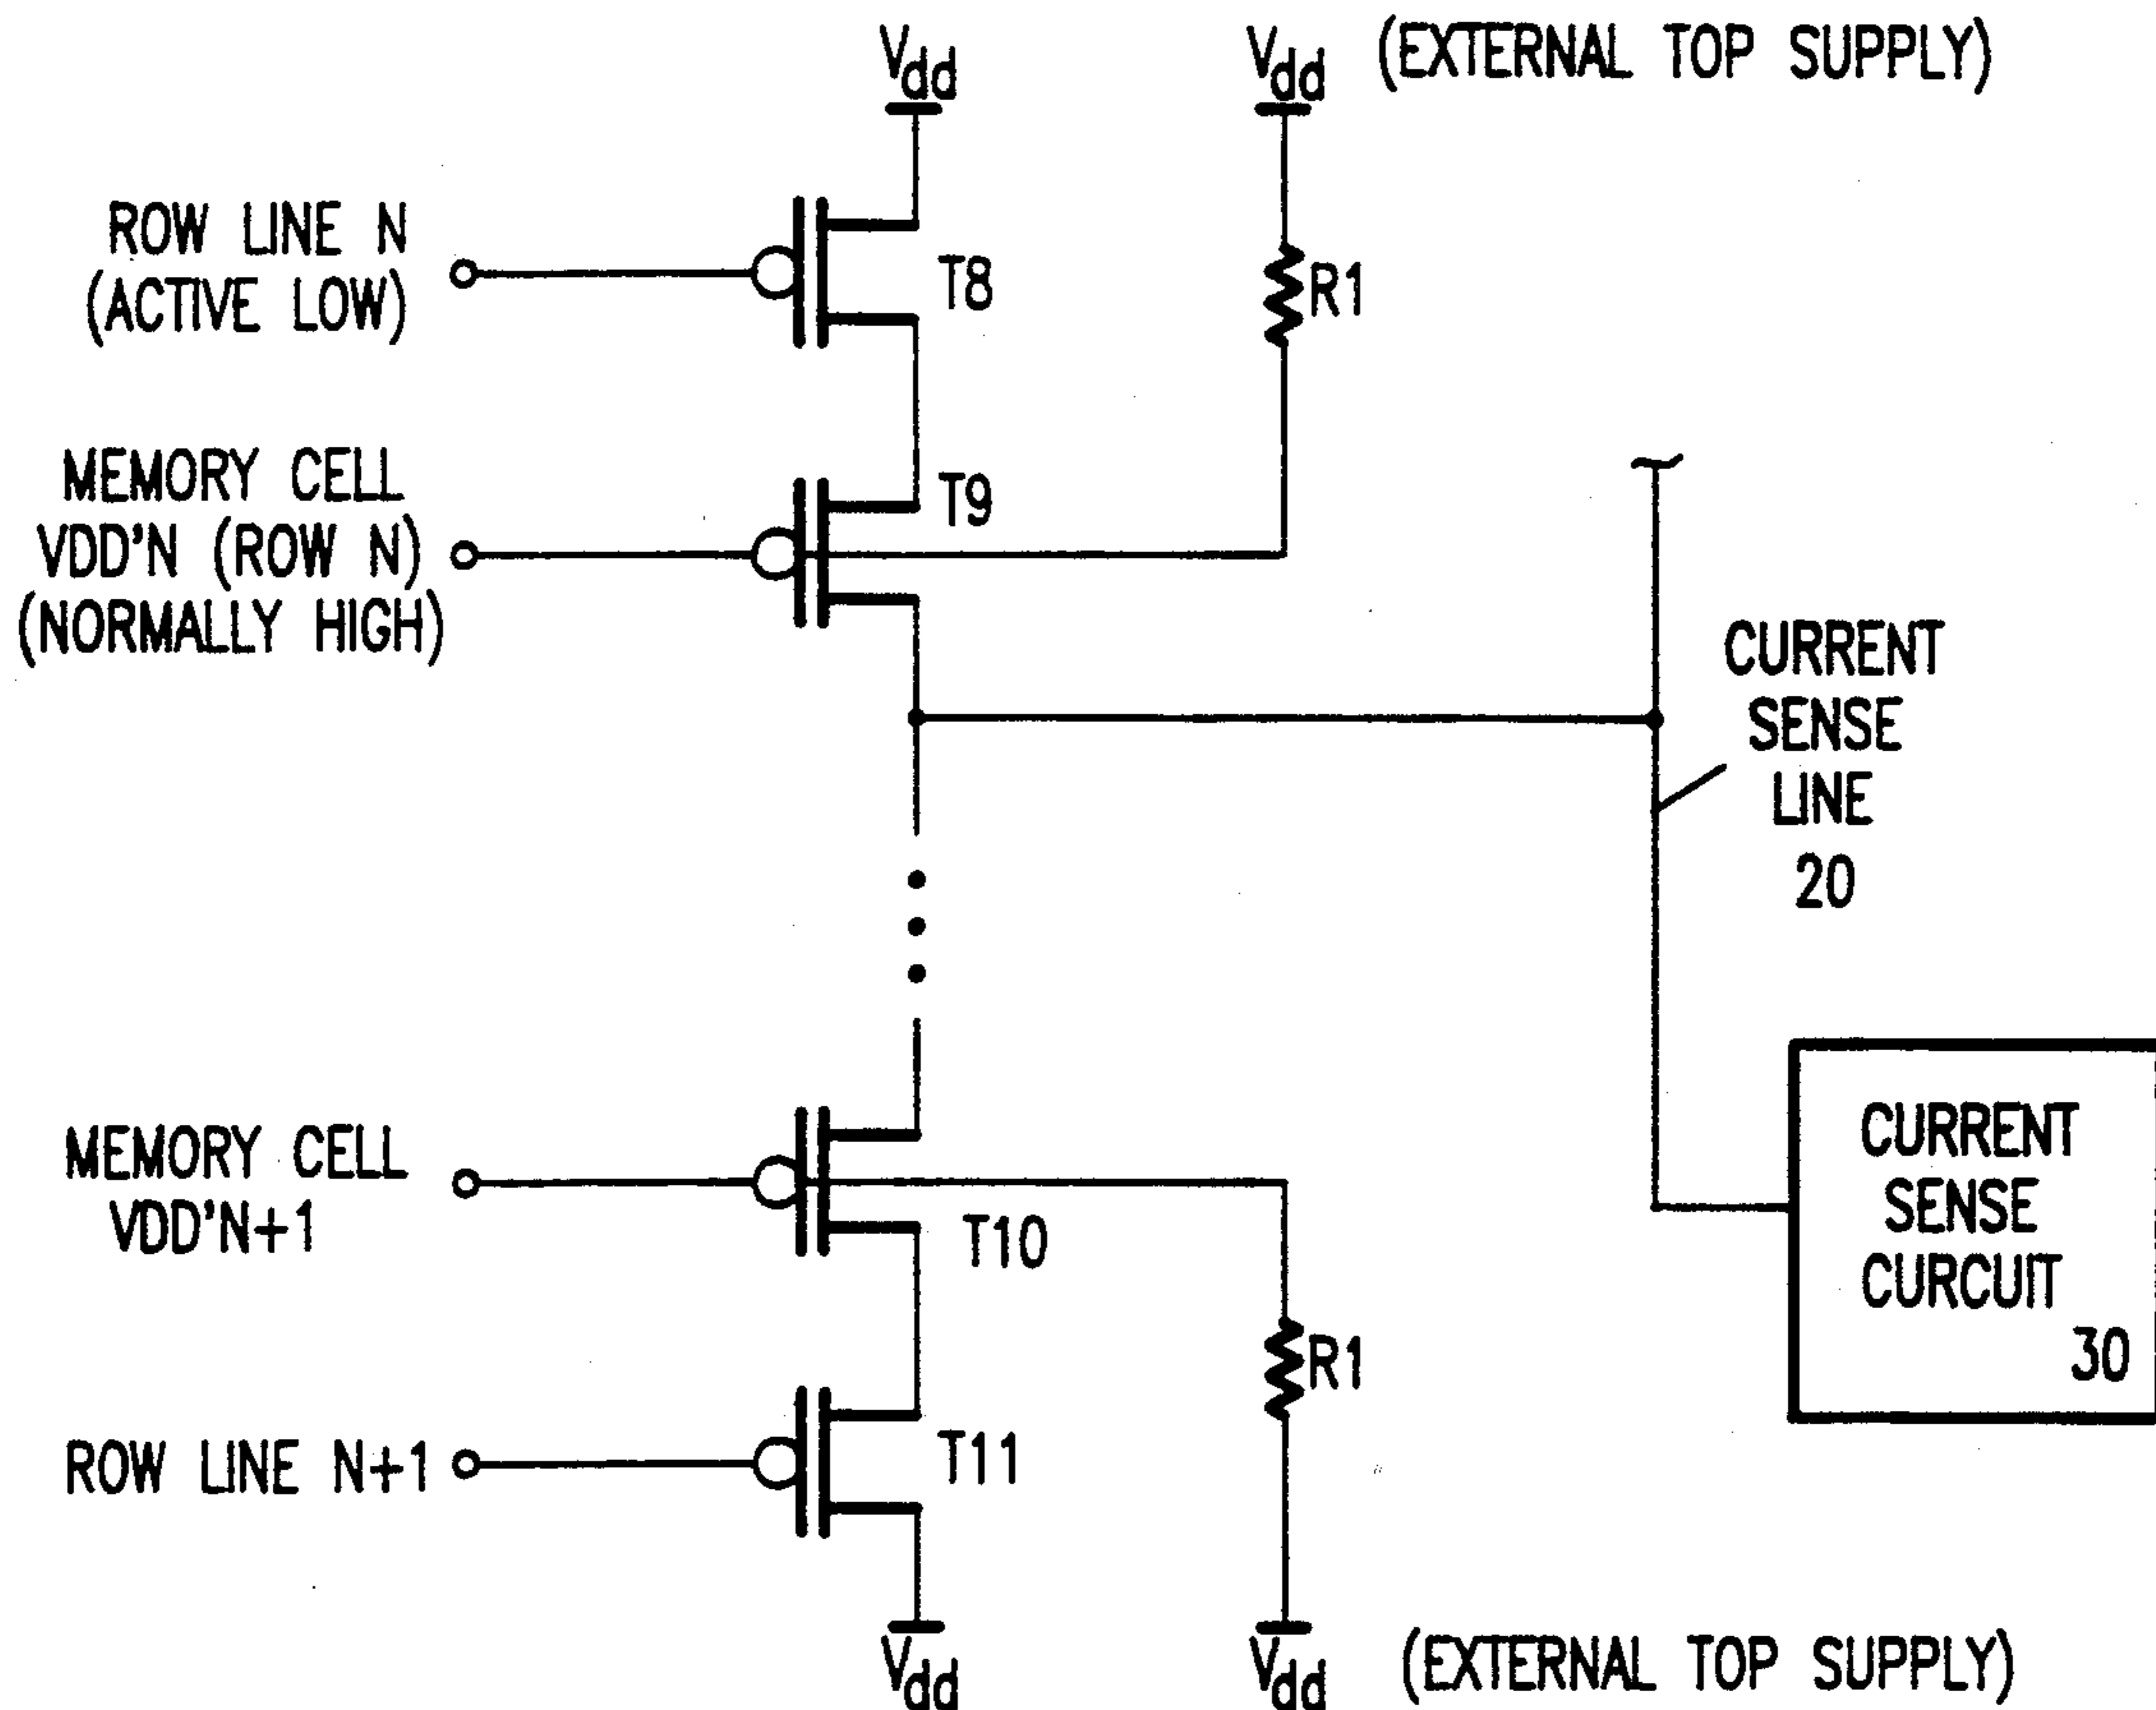 Vdd
Vdd (EXTERNAL TOP SUPPLY)
ROW LINE N
(ACTIVE LOW)
T8
R1
MEMORY CELL
VDD'N (ROW N)
(NORMALLY HIGH)
T9
CURRENT
SENSE
LINE
20
MEMORY CELL
VDD'N+1
T10
CURRENT
SENSE
CURCUIT
30
R1
ROW LINE N+1
T11
Vdd
Vdd (EXTERNAL TOP SUPPLY)